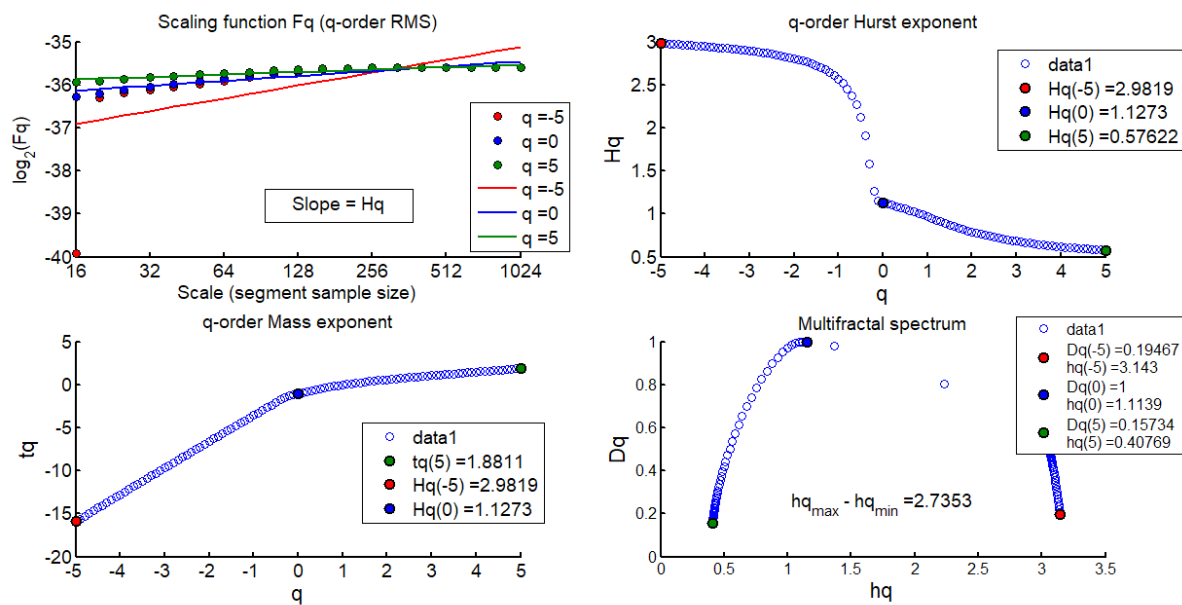 Scaling function Fq (q-order RMS)
-35
-36
-37
-38
-39
-40
log2(Fq)
q =-5
q =0
q =5
q =-5
q =0
q =5
Slope = Hq
16 32 64 128 256 512 1024
Scale (segment sample size)
q-order Hurst exponent
3
2.5
2
1.5
1
0.5
Hq
data1
Hq(-5) =2.9819
Hq(0) =1.1273
Hq(5) =0.57622
-5 -4 -3 -2 -1 0 1 2 3 4 5
q
q-order Mass exponent
5
0
-5
-10
-15
-20
tq
data1
tq(5) =1.8811
Hq(-5) =2.9819
Hq(0) =1.1273
-5 -4 -3 -2 -1 0 1 2 3 4 5
q
Multifractal spectrum
1
0.8
0.6
0.4
0.2
0
Dq
data1
Dq(-5) =0.19467
hq(-5) =3.143
Dq(0) =1
hq(0) =1.1139
Dq(5) =0.15734
hq(5) =0.40769
hqmax - hqmin =2.7353
0 0.5 1 1.5 2 2.5 3 3.5
hq